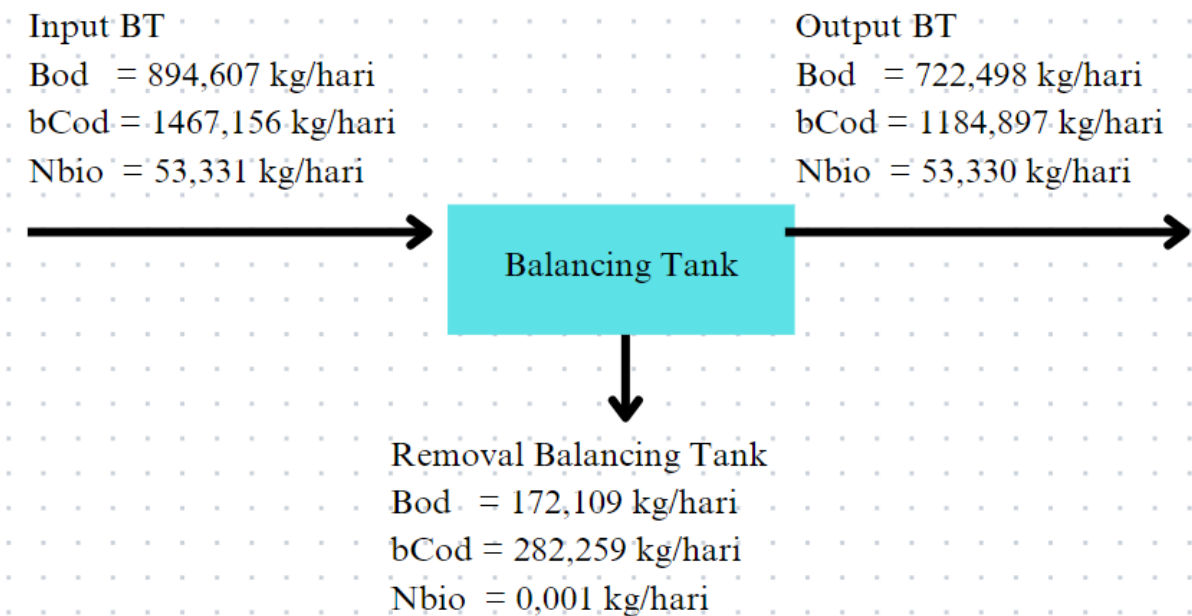 Input BT
Bod = 894,607 kg/hari
bCod = 1467,156 kg/hari
Nbio = 53,331 kg/hari
Output BT
Bod = 722,498 kg/hari
bCod = 1184,897 kg/hari
Nbio = 53,330 kg/hari
Balancing Tank
Removal Balancing Tank
Bod = 172,109 kg/hari
bCod = 282,259 kg/hari
Nbio = 0,001 kg/hari